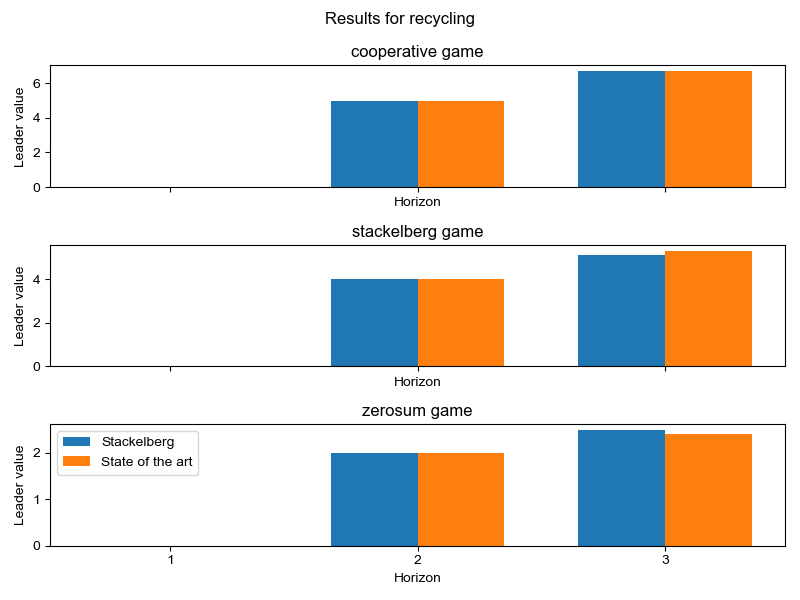 Results for recycling
cooperative game
Leader value
6
4
2
0
Horizon
stackelberg game
Leader value
4
2
0
Horizon
zerosum game
Leader value
2
1
0
Stackelberg
State of the art
1 2 3
Horizon